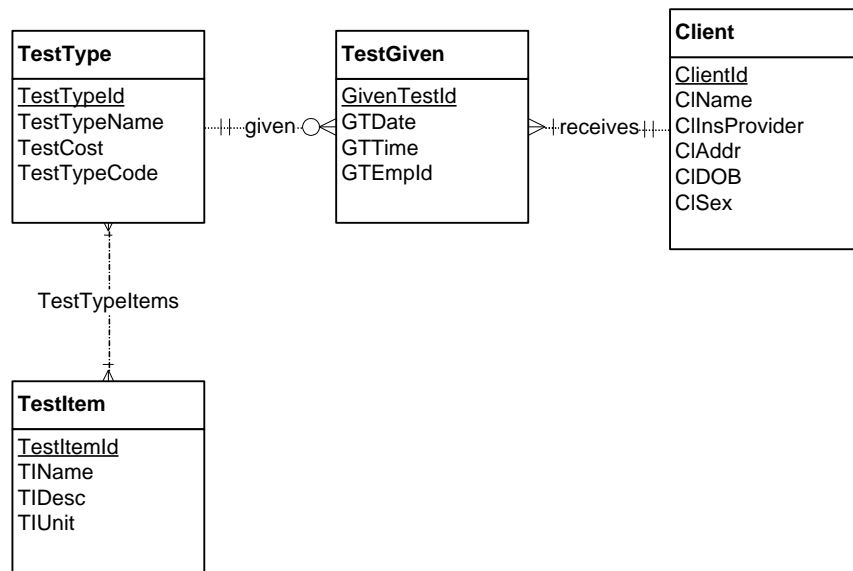 TestType
TestTypeId
TestTypeName
TestCost
TestTypeCode
given
TestGiven
GivenTestId
GTDate
GTTime
GTEmpId
receives
Client
ClientId
ClName
ClInsProvider
ClAddr
ClDOB
ClSex
TestTypeItems
TestItem
TestItemId
TIName
TIDesc
TIUnit